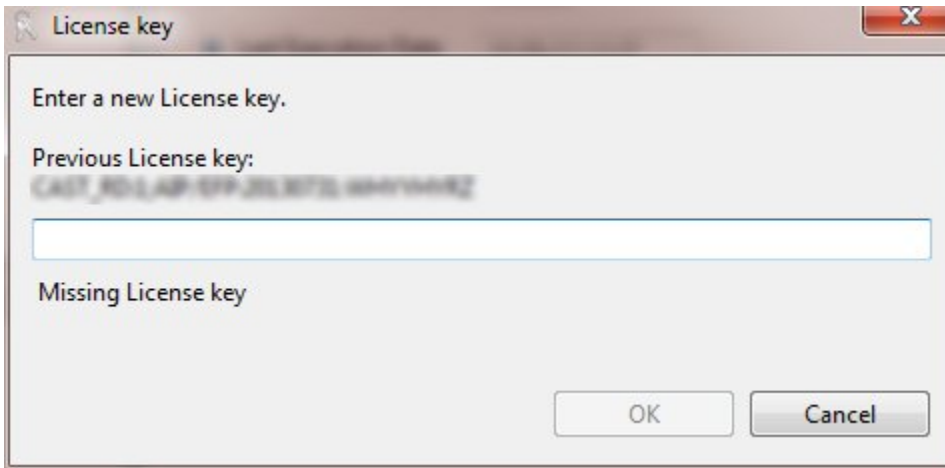 License key
Enter a new License key.
Previous License key:
Missing License key
OK
Cancel